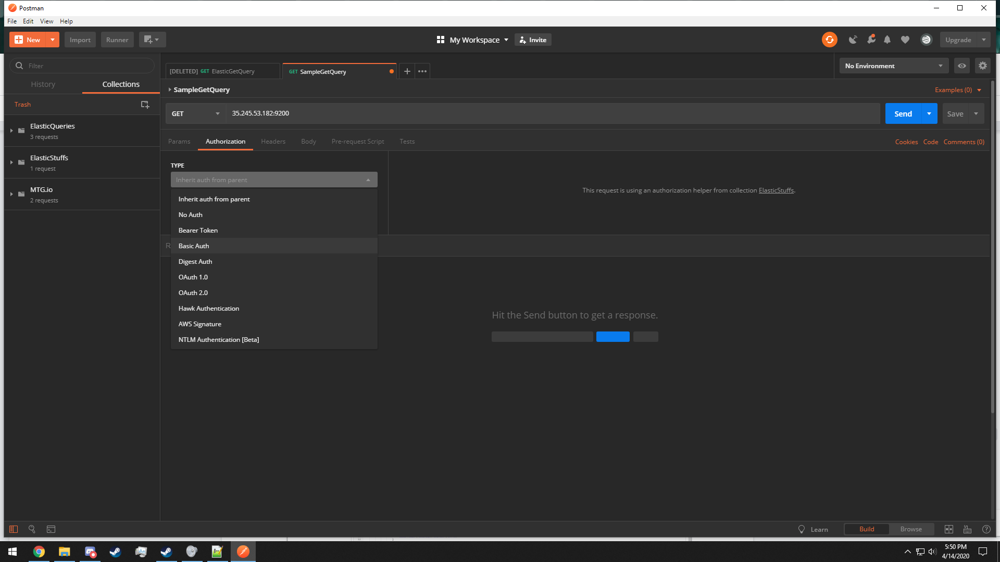 Postman
File Edit View Help
New Import Runner My Workspace Invite Upgrade
Filter
History Collections
Trash
ElasticQueries
3 requests
ElasticStuffs
1 request
MTG.io
2 requests
[DELETED] GET ElasticGetQuery
GET SampleGetQuery
No Environment
SampleGetQuery
Examples (0)
GET 35.245.53.182:9200 Send Save
Params Authorization Headers Body Pre-request Script Tests Cookies Code Comments (0)
TYPE
Inherit auth from parent
This request is using an authorization helper from collection ElasticStuffs.
Inherit auth from parent
No Auth
Bearer Token
R
Basic Auth
Digest Auth
OAuth 1.0
OAuth 2.0
Hawk Authentication
AWS Signature
NTLM Authentication [Beta]
Hit the Send button to get a response.
Learn Build Browse
5:50 PM
4/14/2020